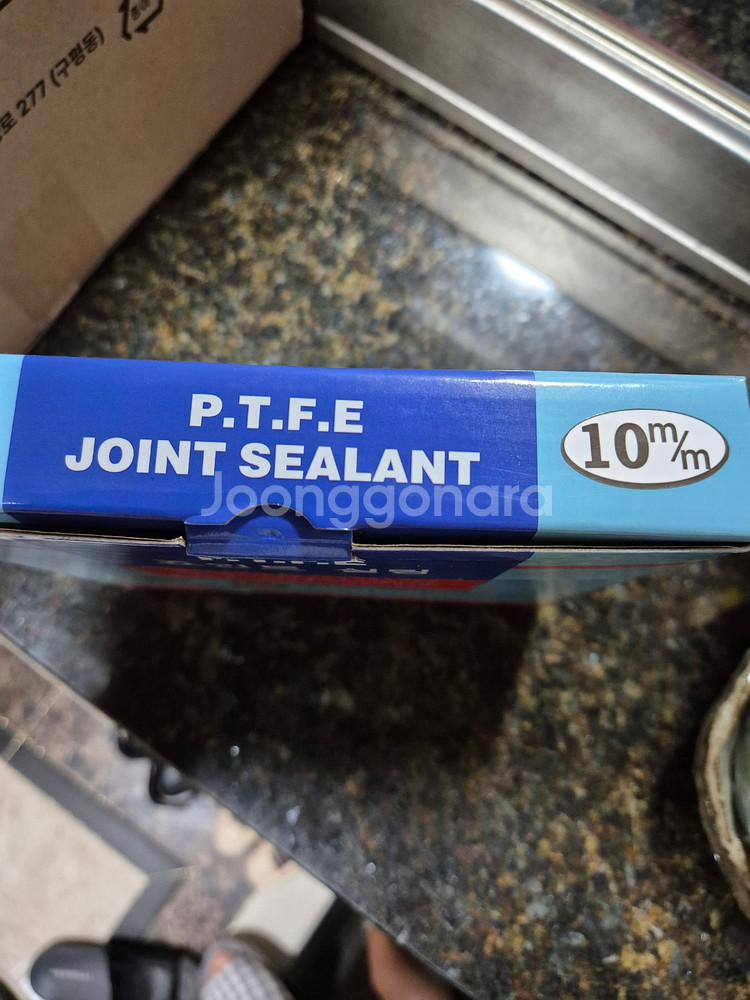 로 277 (구평동)
P.T.F.E
JOINT SEALANT
10m/m
Joonggonara